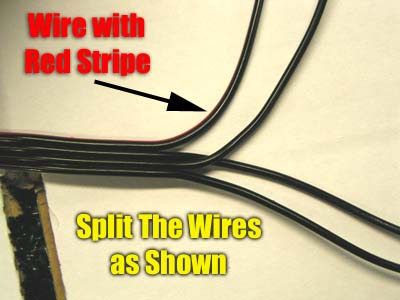 Wire with
Red Stripe
Split The Wires
as Shown